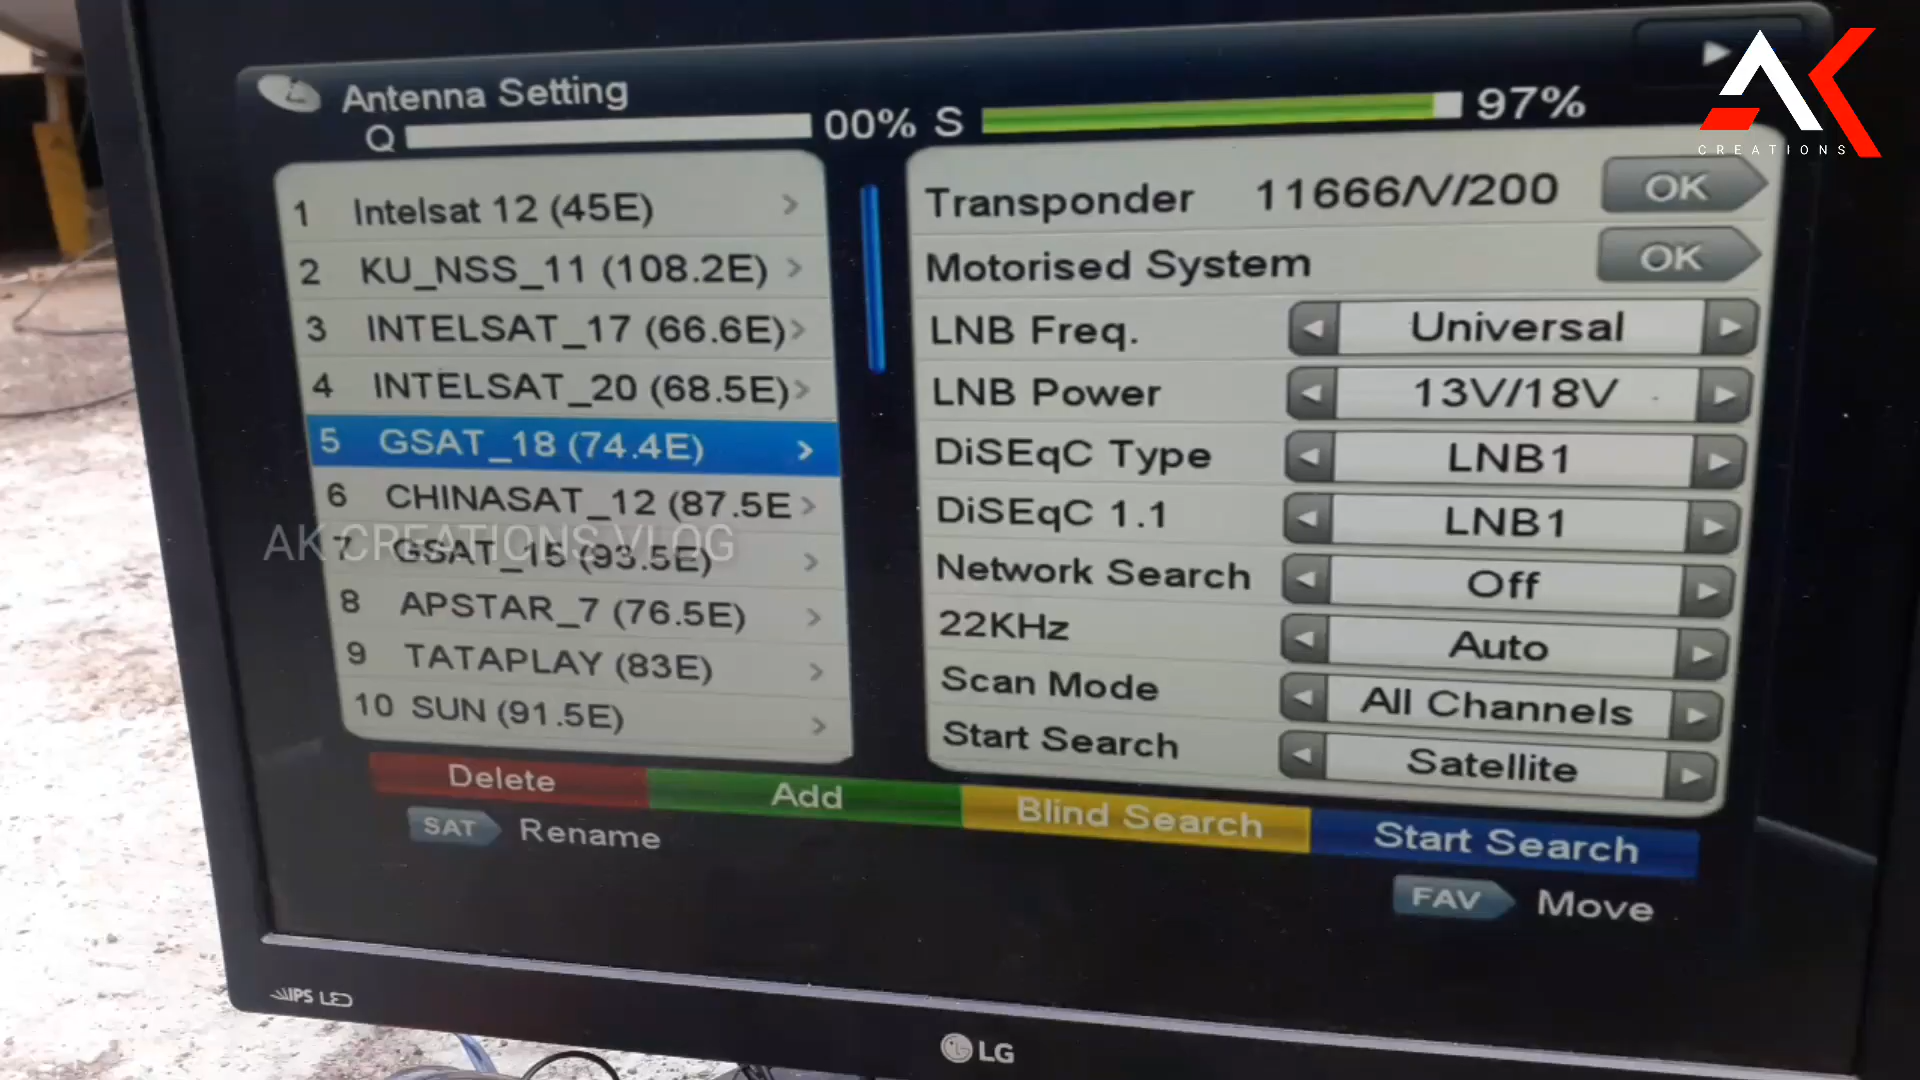 Antenna Setting
Q 00% S 97%
1 Intelsat 12 (45E)
2 KU_NSS_11 (108.2E)
3 INTELSAT_17 (66.6E)
4 INTELSAT_20 (68.5E)
5 GSAT_18 (74.4E)
6 CHINASAT_12 (87.5E
7 GSAT_15 (93.5E)
8 APSTAR_7 (76.5E)
9 TATAPLAY (83E)
10 SUN (91.5E)
Transponder 11666/V/200 OK
Motorised System OK
LNB Freq. Universal
LNB Power 13V/18V
DiSEqC Type LNB1
DiSEqC 1.1 LNB1
Network Search Off
22KHz Auto
Scan Mode All Channels
Start Search Satellite
Delete Add Blind Search Start Search
SAT Rename
FAV Move
IPS LED
LG
AK CREATIONS VLOG
AK
CREATIONS